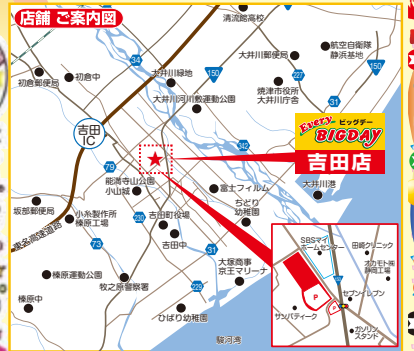 店舗 ご案内図
清流館高校
航空自衛隊
静浜基地
大井川郵便局
34
150
150
227
初倉郵便局
初倉中
大井川緑地
焼津市役所
大井川庁舎
大井川河川敷運動公園
31
吉田
IC
Every
ビッグデー
BIGDAY
吉田店
342
79
能満寺山公園
小山城
富士フイルム
大井川港
坂部郵便局
小糸製作所
榛原工場
230
吉田町役場
ちどり
幼稚園
東名高速道路
73
吉田中
31
大塚商事
京王マリーナ
榛原運動公園
牧之原警察署
229
榛原中
ひばり幼稚園
駿河湾
SBSマイ
ホームセンター
田崎クリニック
オカモト㈱
静岡工場
P
P
セブンイレブン
サンバティーク
ガソリン
スタンド